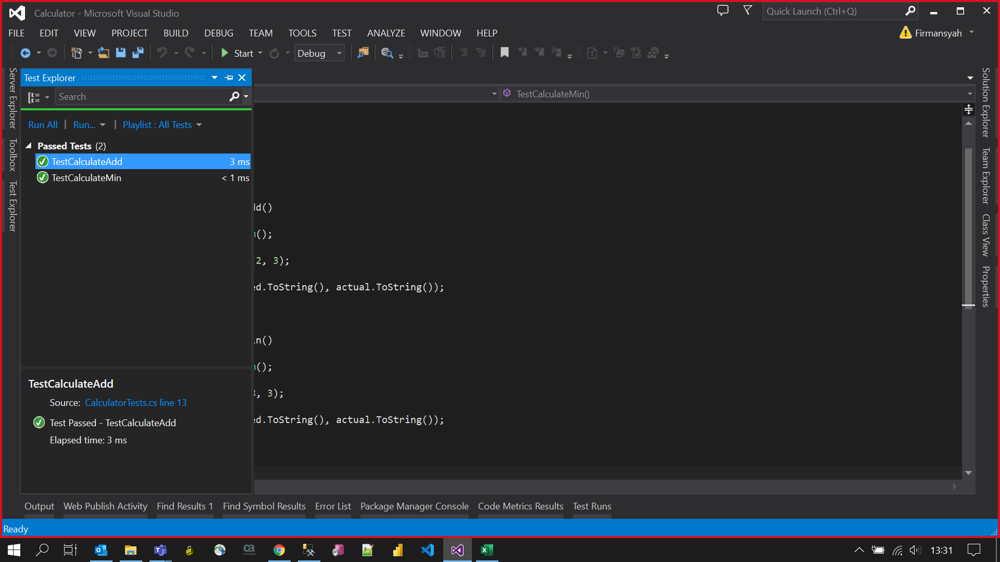 Calculator - Microsoft Visual Studio
Quick Launch (Ctrl+Q)
FILE EDIT VIEW PROJECT BUILD DEBUG TEAM TOOLS TEST ANALYZE WINDOW HELP
Firmansyah
Start
Debug
Server Explorer
Toolbox
Test Explorer
Test Explorer
Search
Run All | Run... | Playlist : All Tests
Passed Tests (2)
TestCalculateAdd 3 ms
TestCalculateMin < 1 ms
TestCalculateAdd
Source: CalculatorTests.cs line 13
Test Passed - TestCalculateAdd
Elapsed time: 3 ms
TestCalculateMin()
dd()
();
2, 3);
ed.ToString(), actual.ToString());
in()
();
, 3);
ed.ToString(), actual.ToString());
Solution Explorer
Team Explorer
Class View
Properties
Output Web Publish Activity Find Results 1 Find Symbol Results Error List Package Manager Console Code Metrics Results Test Runs
Ready
ca
13:31